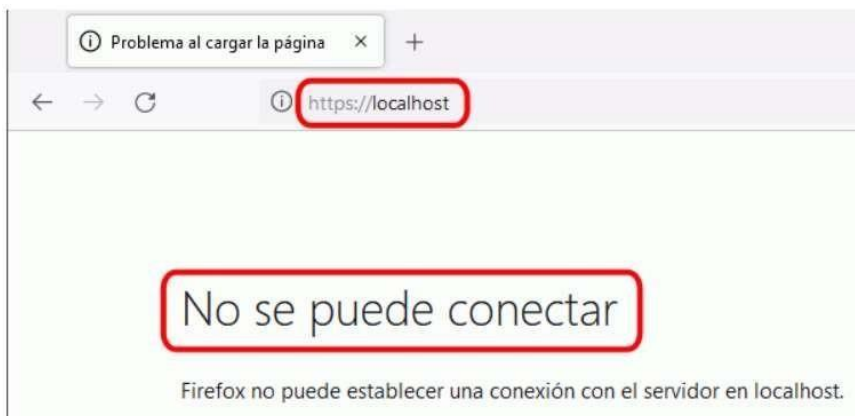 Problema al cargar la página
https://localhost
No se puede conectar
Firefox no puede establecer una conexión con el servidor en localhost.